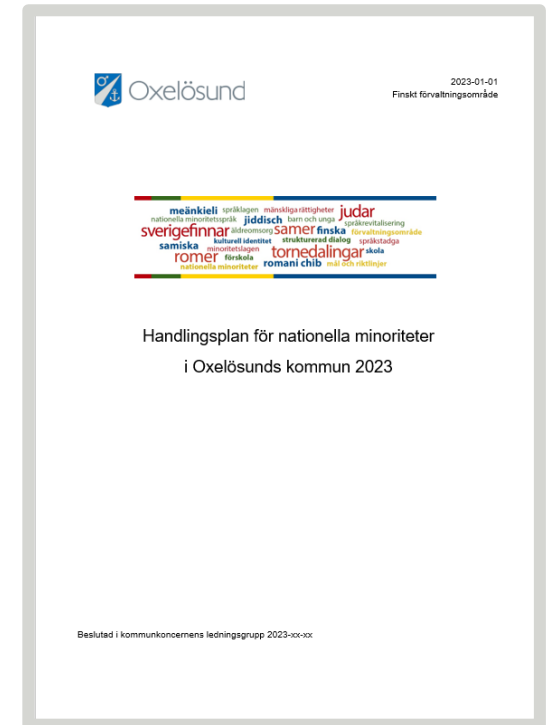 Oxelösund
2023-01-01
Finskt förvaltningsområde
meänkieli språklagen mänskliga rättigheter judar
nationella minoritetsspråk jiddisch barn och unga språkrevitalisering
sverigefinnar äldreomsorg samer finska förvaltningsområde
samiska kulturell identitet strukturerad dialog språkstadga
minoritetslagen tornedalingar skola
romer förskola
nationella minoriteter romani chib mål och riktlinjer
Handlingsplan för nationella minoriteter
i Oxelösunds kommun 2023
Beslutad i kommunkoncernens ledningsgrupp 2023-xx-xx